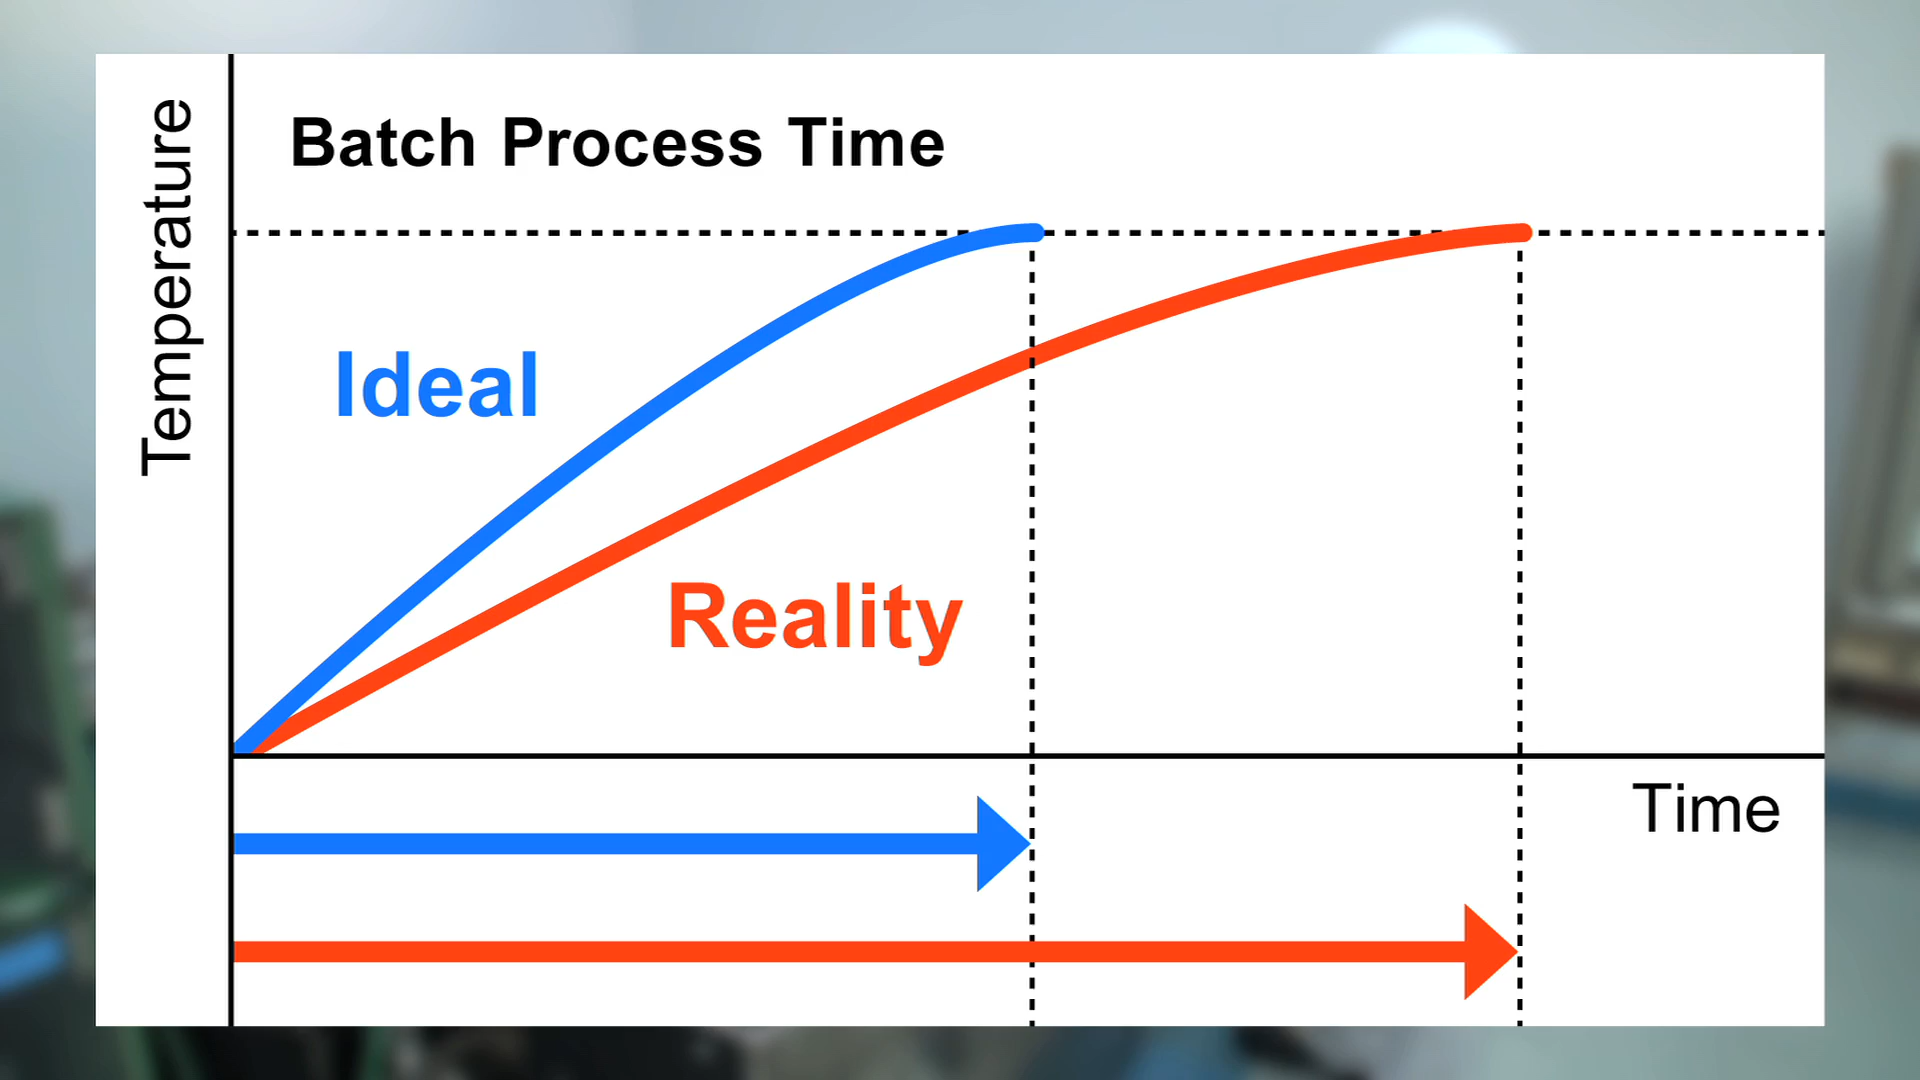 Batch Process Time
Temperature
Ideal
Reality
Time